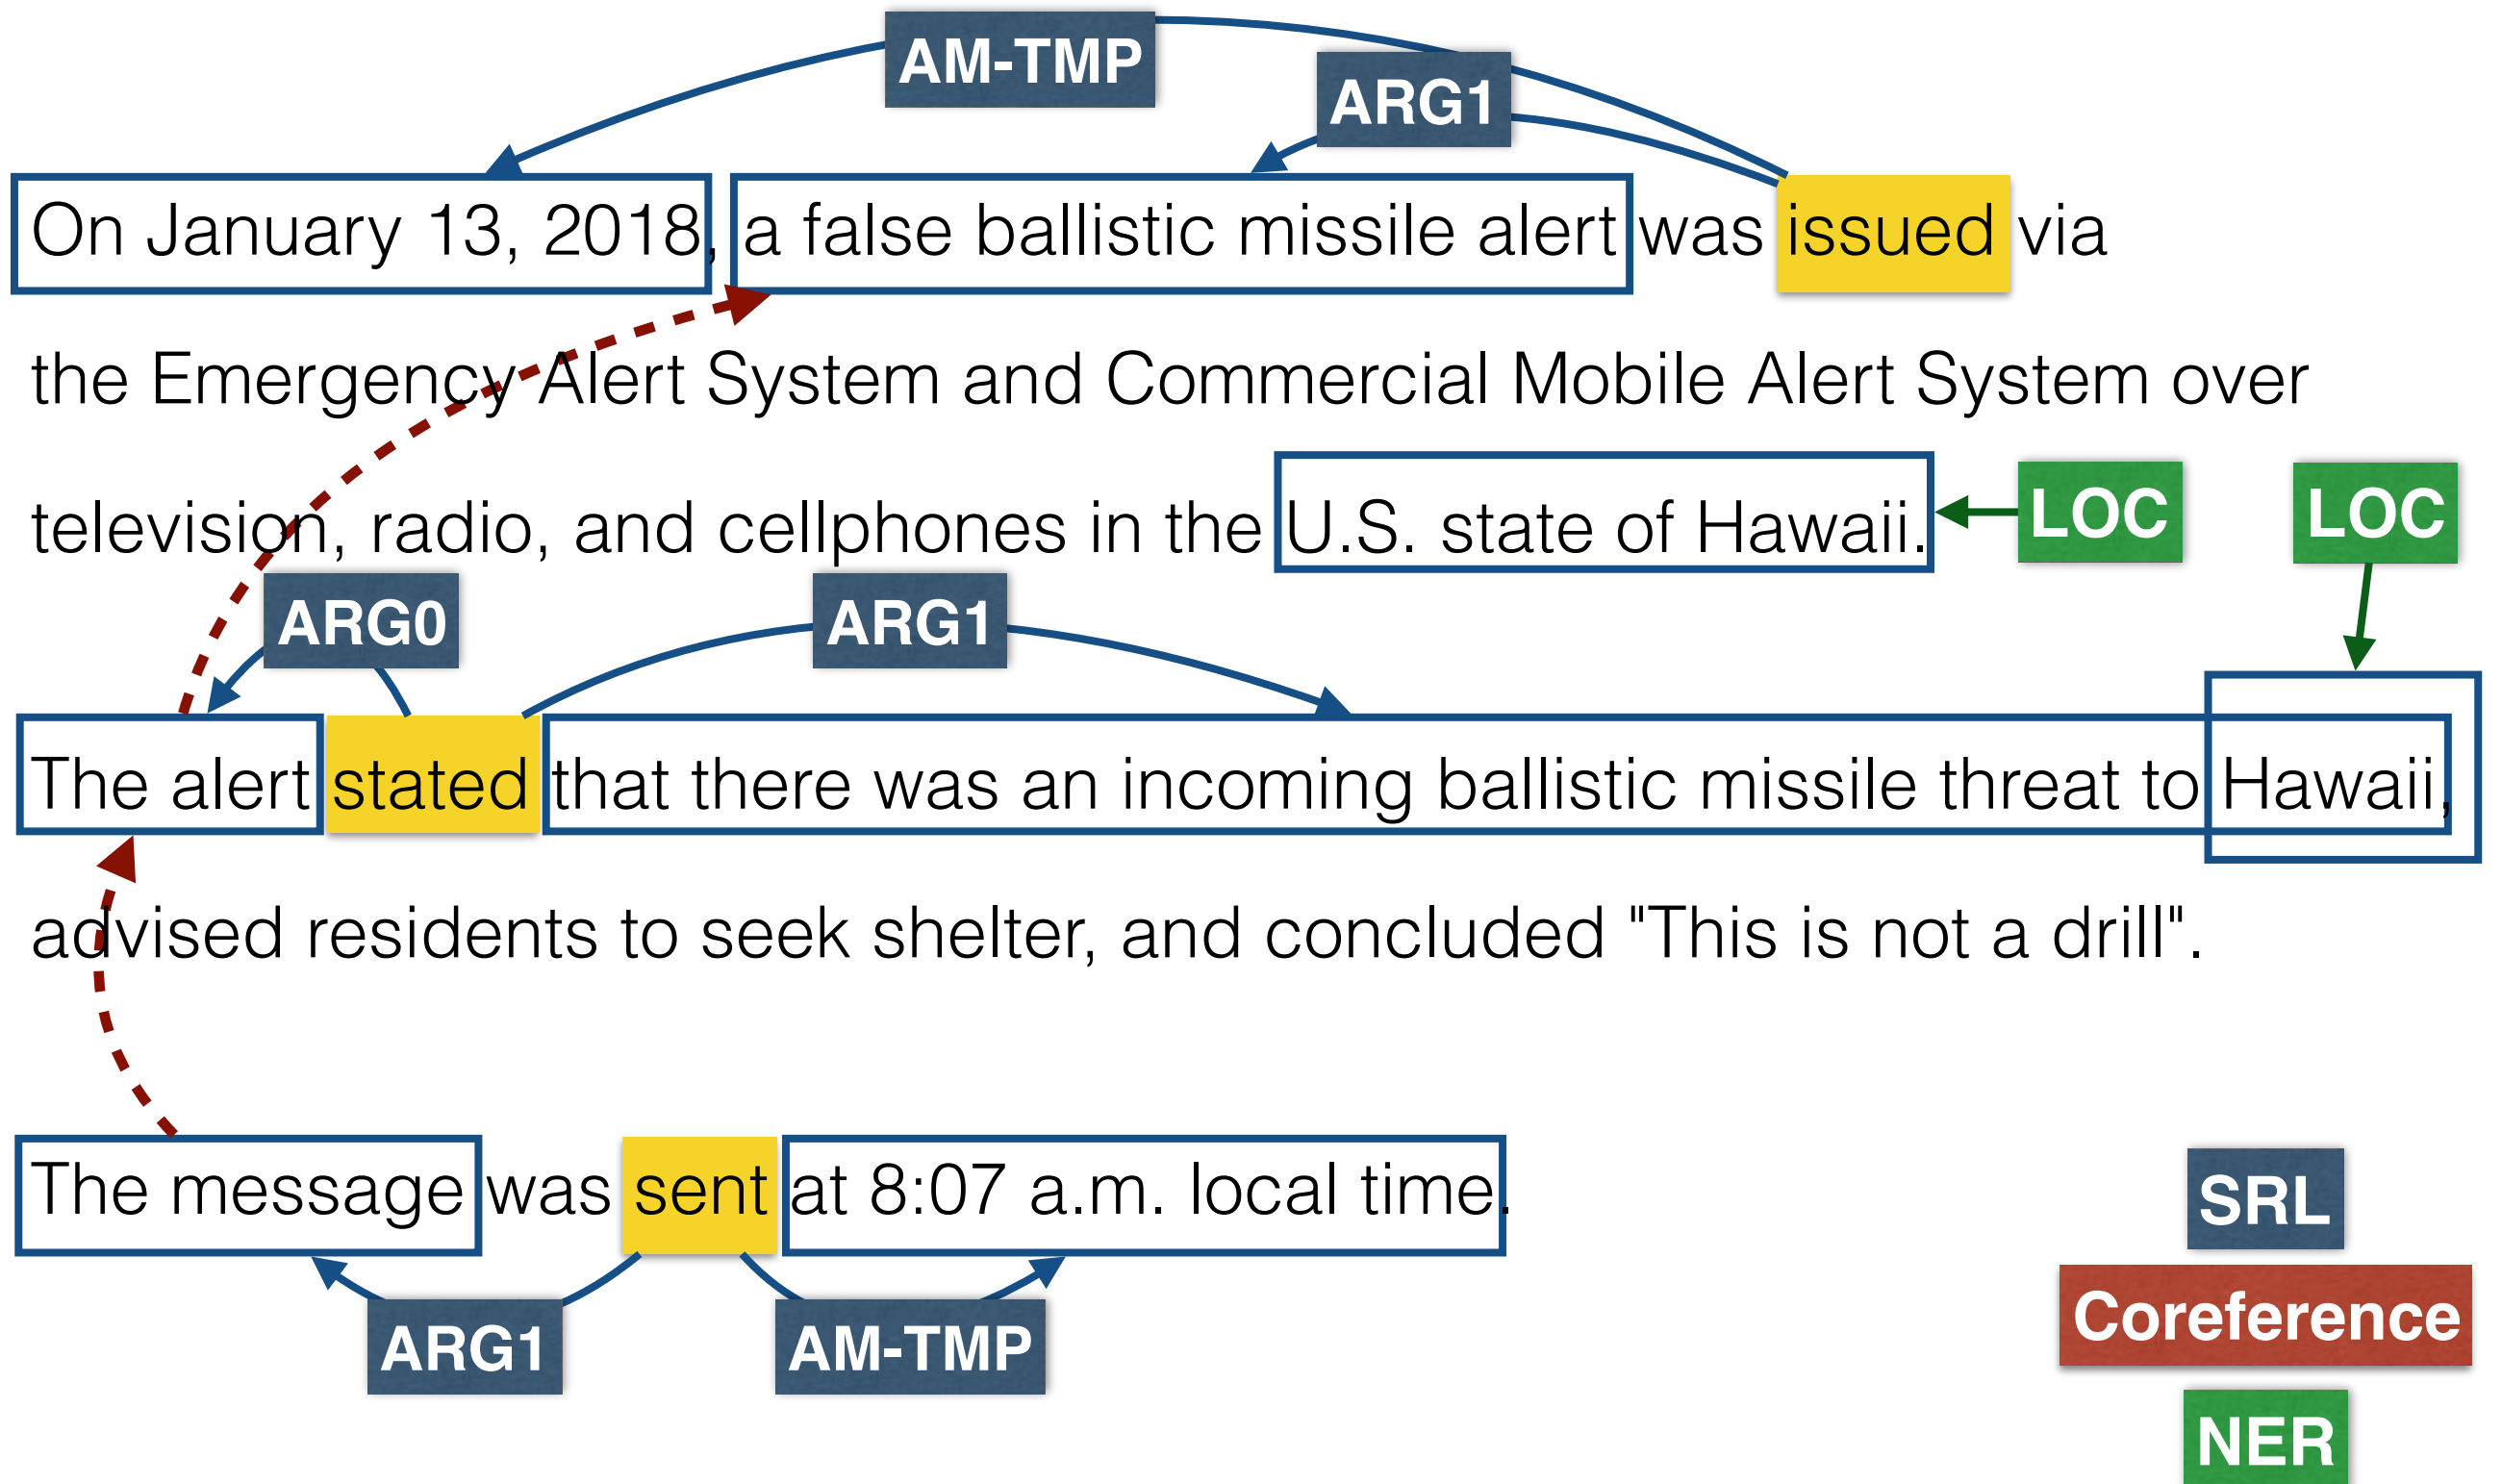 AM-TMP
ARG1
On January 13, 2018, a false ballistic missile alert was issued via
the Emergency Alert System and Commercial Mobile Alert System over
television, radio, and cellphones in the U.S. state of Hawaii.
LOC
LOC
ARG0
ARG1
The alert stated that there was an incoming ballistic missile threat to Hawaii,
advised residents to seek shelter, and concluded "This is not a drill".
The message was sent at 8:07 a.m. local time.
ARG1
AM-TMP
SRL
Coreference
NER